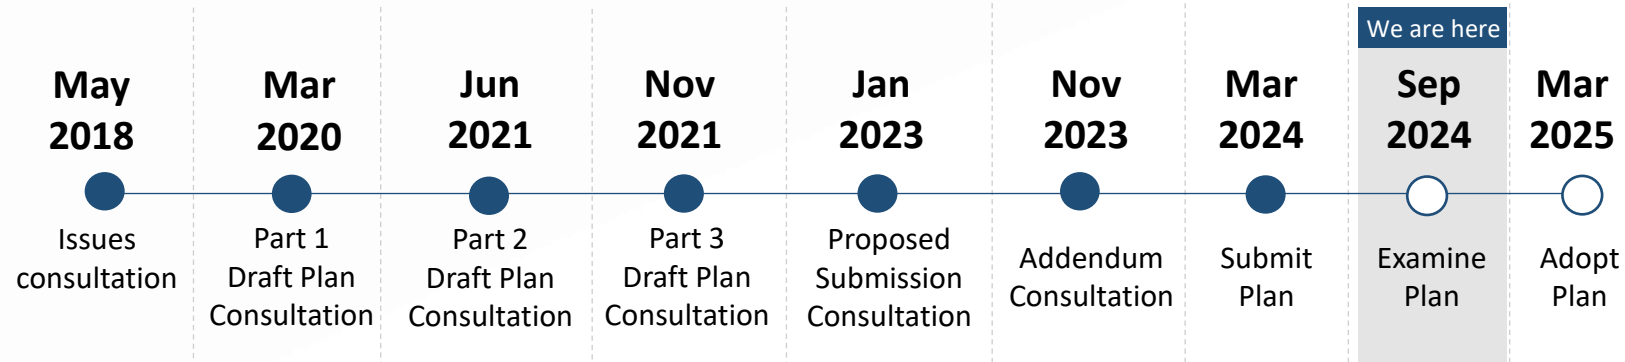 We are here
May
2018
Mar
2020
Jun
2021
Nov
2021
Jan
2023
Nov
2023
Mar
2024
Sep
2024
Mar
2025
Issues
consultation
Part 1
Draft Plan
Consultation
Part 2
Draft Plan
Consultation
Part 3
Draft Plan
Consultation
Proposed
Submission
Consultation
Addendum
Consultation
Submit
Plan
Examine
Plan
Adopt
Plan